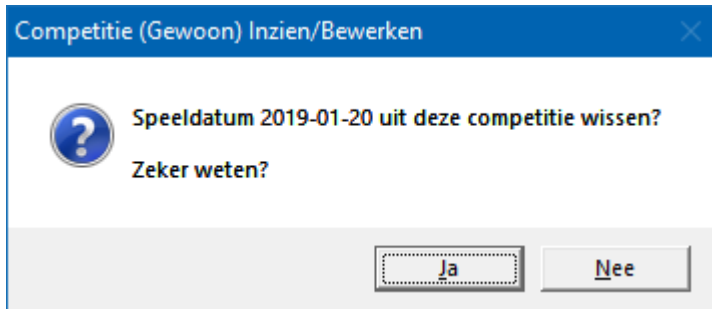 Competitie (Gewoon) Inzien/Bewerken
?
Speeldatum 2019-01-20 uit deze competitie wissen?
Zeker weten?
Ja
Nee